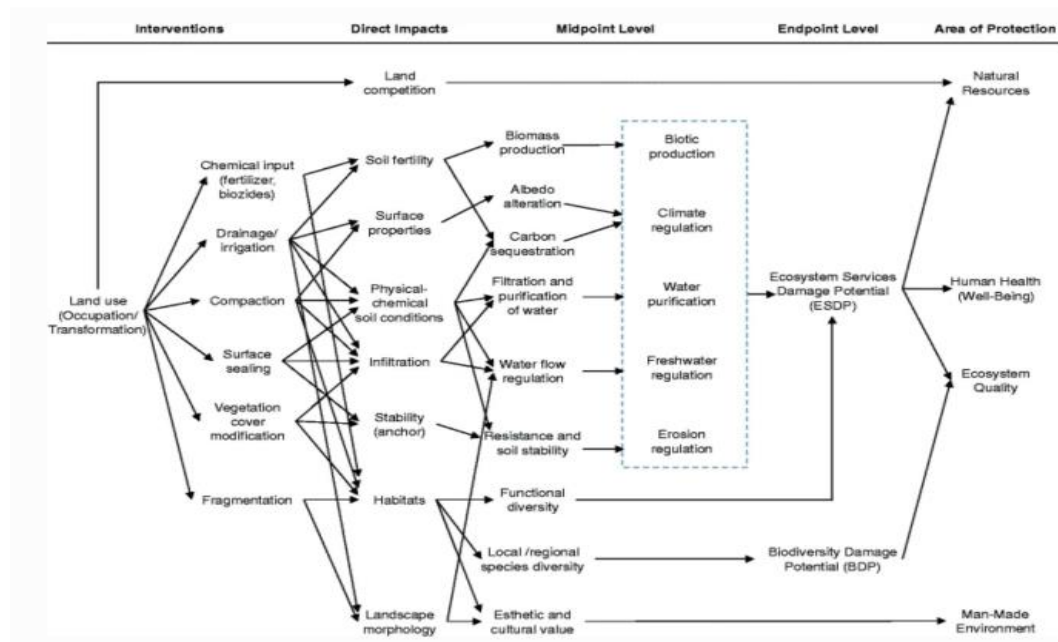 Interventions
Direct Impacts
Midpoint Level
Endpoint Level
Area of Protection
Land
competition
Natural
Resources
Chemical input
(fertilizer,
biozides)
Soil fertility
Biomass
production
Biotic
production
Drainage/
irrigation
Surface
properties
Albedo
alteration
Carbon
sequestration
Climate
regulation
Land use
(Occupation/
Transformation)
Compaction
Physical-
chemical
soil conditions
Filtration and
purification
of water
Water
purification
Ecosystem Services
Damage Potential
(ESDP)
Human Health
(Well-Being)
Surface
sealing
Infiltration
Water flow
regulation
Freshwater
regulation
Ecosystem
Quality
Vegetation
cover
modification
Stability
(anchor)
Resistance and
soil stability
Erosion
regulation
Fragmentation
Habitats
Functional
diversity
Local /regional
species diversity
Biodiversity Damage
Potential (BDP)
Landscape
morphology
Esthetic and
cultural value
Man-Made
Environment